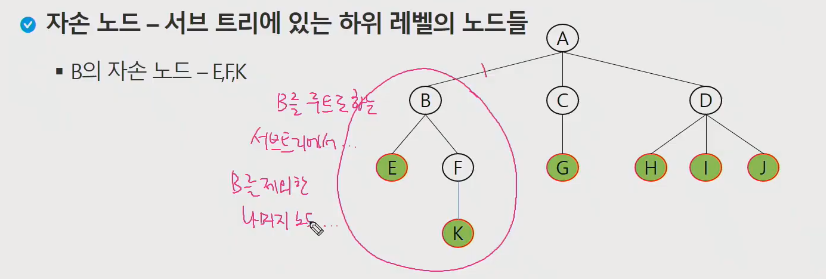 자손 노드 – 서브 트리에 있는 하위 레벨의 노드들
▪ B의 자손 노드 – E,F,K
B를 루트로 하는
서브트리에서...
B를 제외한
나머지 노드...
A
B C D
E F G H I J
K